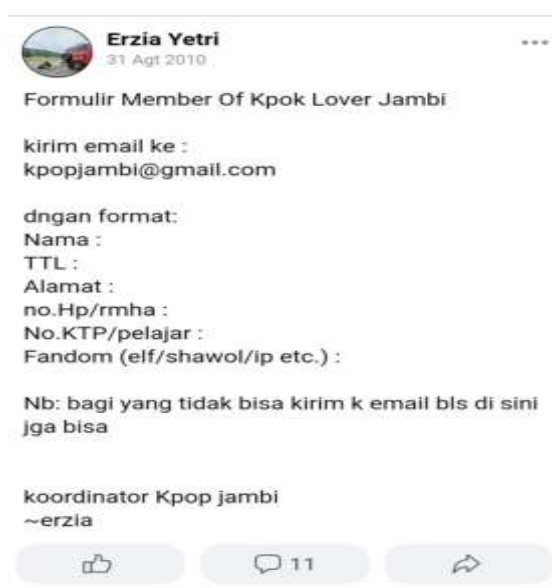 Erzia Yetri
31 Agt 2010
Formulir Member Of Kpok Lover Jambi
kirim email ke :
kpopjambi@gmail.com
dngan format:
Nama :
TTL :
Alamat :
no.Hp/rmha :
No.KTP/pelajar :
Fandom (elf/shawol/ip etc.) :
Nb: bagi yang tidak bisa kirim k email bls di sini
jga bisa
koordinator Kpop jambi
~erzia
11